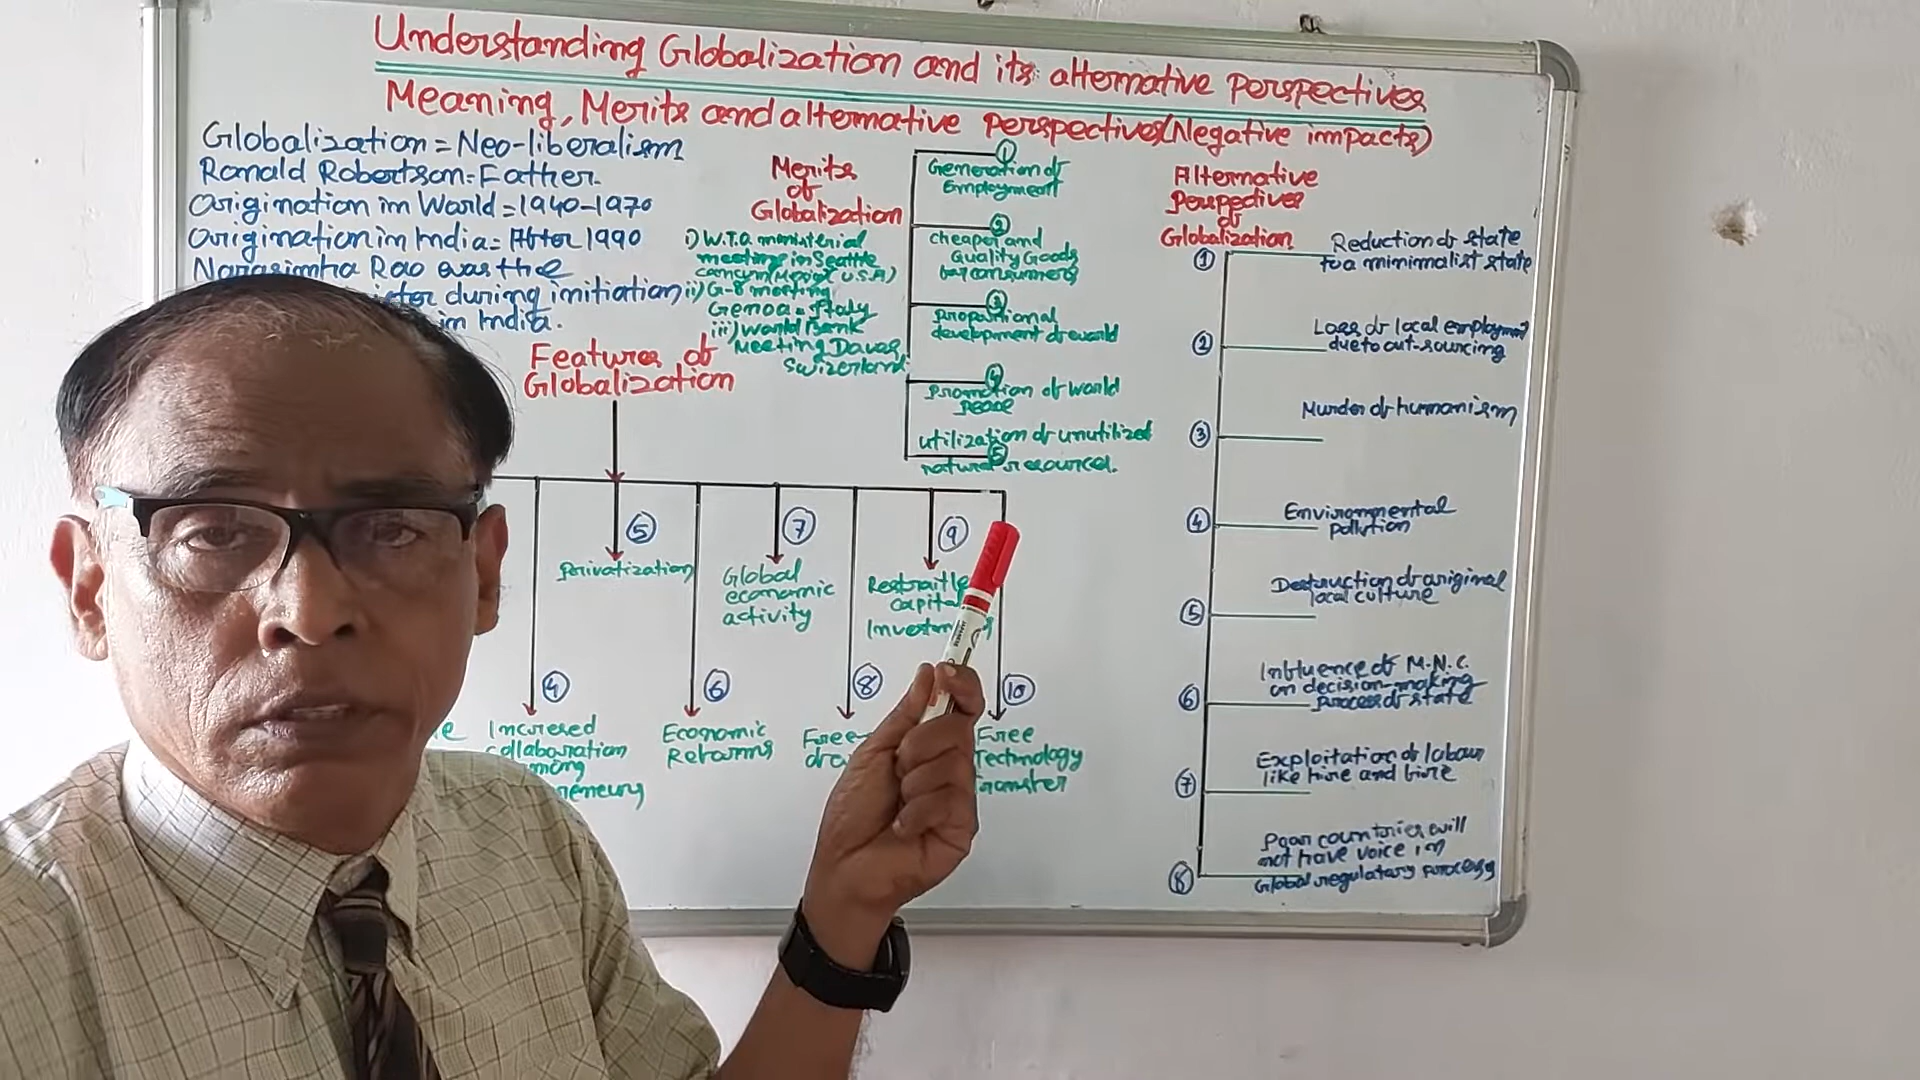 Understanding Globalization and its alternative perspectives
Meaning, Merits and alternative perspectives (Negative impacts)
Globalization = Neo-liberalism
Ronald Robertson = Father.
Origination in World = 1940-1970
Origination in India = After 1990
Narasimha Rao was the
during initiation
in India.
Features of
Globalization
Merits
of
Globalization
i) W.T.O ministerial
meeting in Seattle
U.S.A)
ii) G-8 meeting
Genoa = Italy
iii) World Bank
Meeting Davas
Swizerland
1
Generation of
Employment
2
cheaper and
Quality Goods
for consumers
3
propotional
development of world
4
promotion of world
peace
utilization of unutilized
5
natural resources.
Alternative
Perspectives
of
Globalization
1
Reduction of state
to a minimalist state
2
Loss of local employment
due to out-sourcing
3
Murder of humanism
4
Environmental
pollution
5
Destruction of original
local culture
6
Influence of M.N.C.
on decision-making
process of state
7
Exploitation of labour
like hire and fire
8
Poor countries will
not have voice in
Global regulatory process
4
Incresed
collaboration
among
5
Privatization
6
Economic
Reforms
7
Global
economic
activity
8
Free
9
capital
10
Free
Technology
Transfer